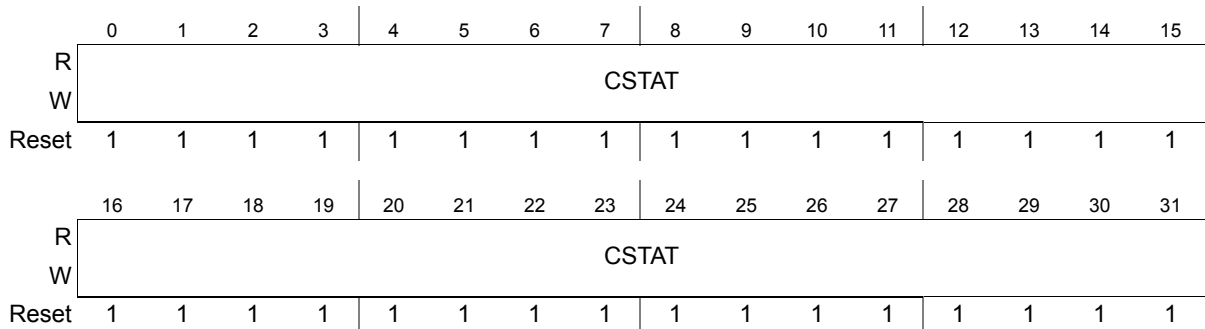 0 1 2 3 4 5 6 7 8 9 10 11 12 13 14 15
R
CSTAT
W
Reset 1 1 1 1 1 1 1 1 1 1 1 1 1 1 1 1
16 17 18 19 20 21 22 23 24 25 26 27 28 29 30 31
R
CSTAT
W
Reset 1 1 1 1 1 1 1 1 1 1 1 1 1 1 1 1